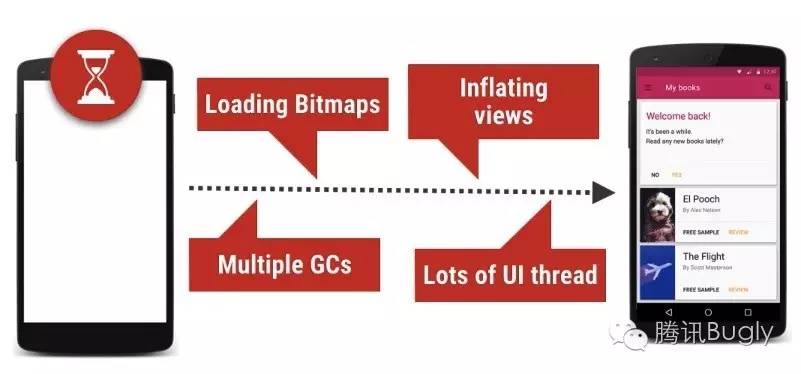 Loading Bitmaps
Inflating
views
Multiple GCs
Lots of UI thread
My books
Welcome back!
It's been a while.
Read any new books lately?
NO YES
El Pooch
By Alex Nelson
FREE SAMPLE REVIEW
The Flight
By Scott Masterson
FREE SAMPLE REVIEW
腾讯Bugly